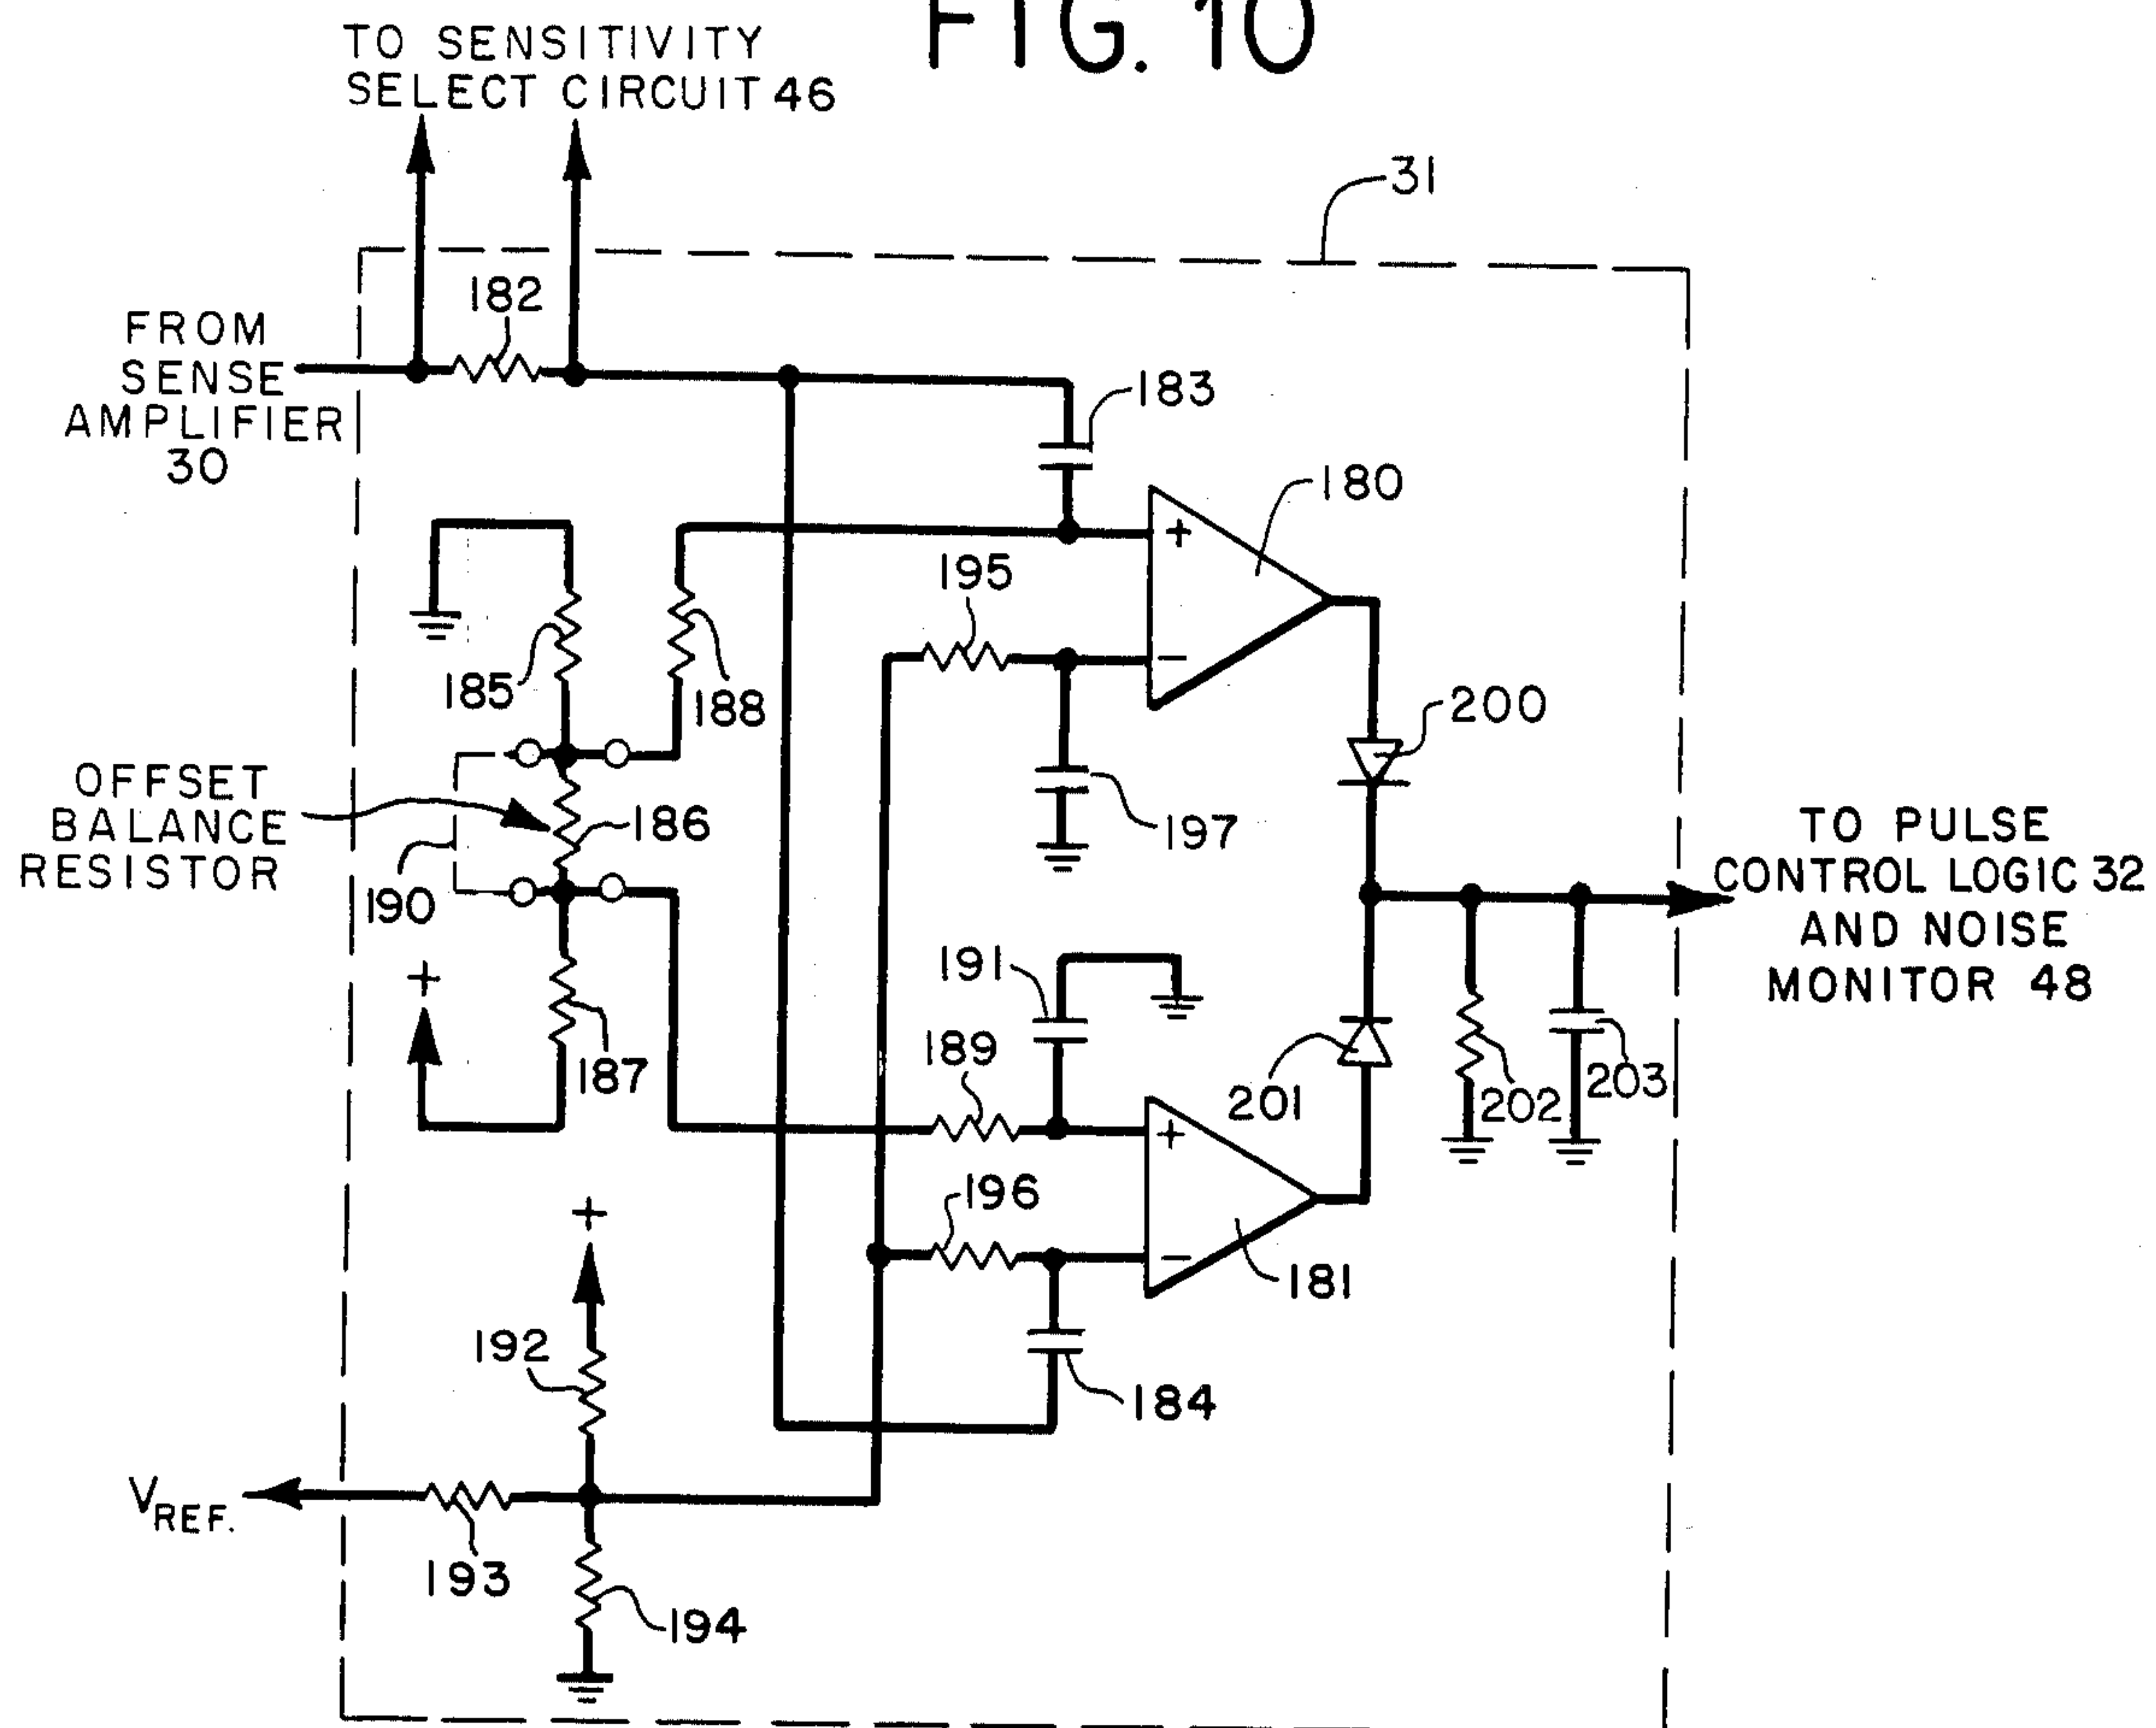 FIG. 10
TO SENSITIVITY
SELECT CIRCUIT 46
31
182
FROM
SENSE
AMPLIFIER
30
183
180
195
185
188
200
OFFSET
BALANCE
RESISTOR
186
190
197
TO PULSE
CONTROL LOGIC 32
AND NOISE
MONITOR 48
+
-
+
191
189
187
201
202
203
+
-
196
181
+
192
184
VREF.
193
194